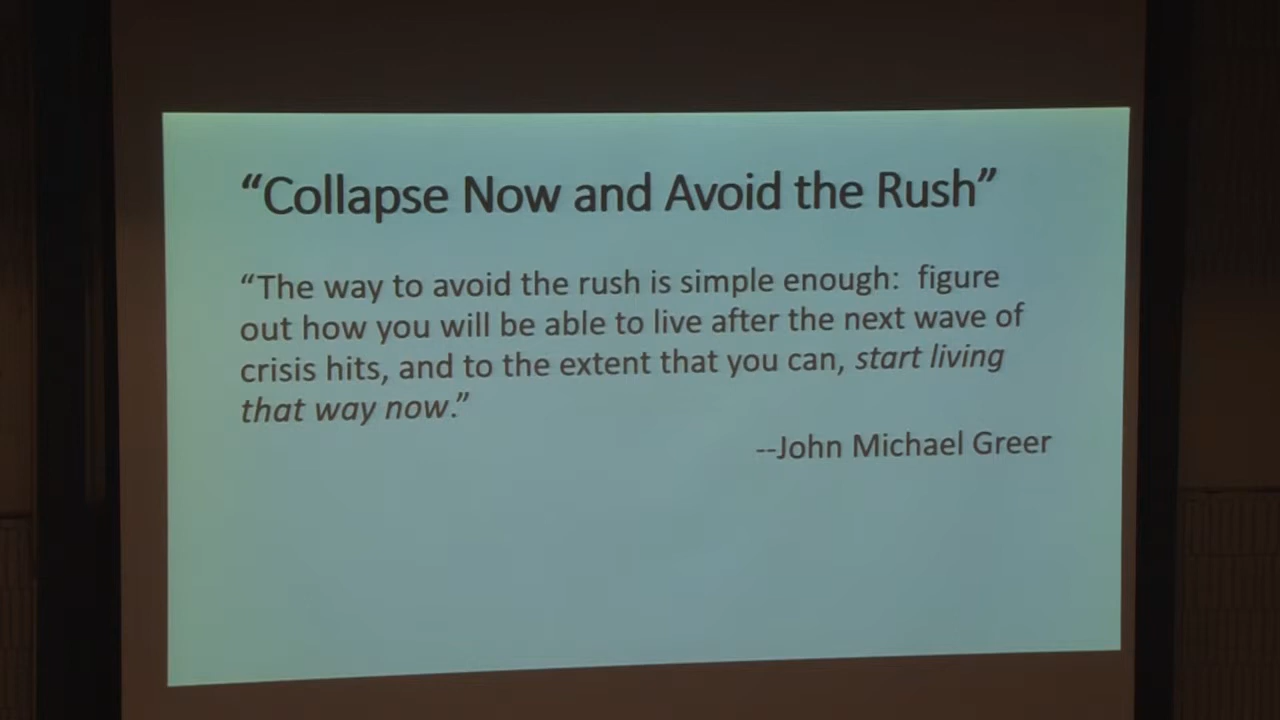 “Collapse Now and Avoid the Rush”
“The way to avoid the rush is simple enough:  figure
out how you will be able to live after the next wave of
crisis hits, and to the extent that you can, start living
that way now.”
--John Michael Greer